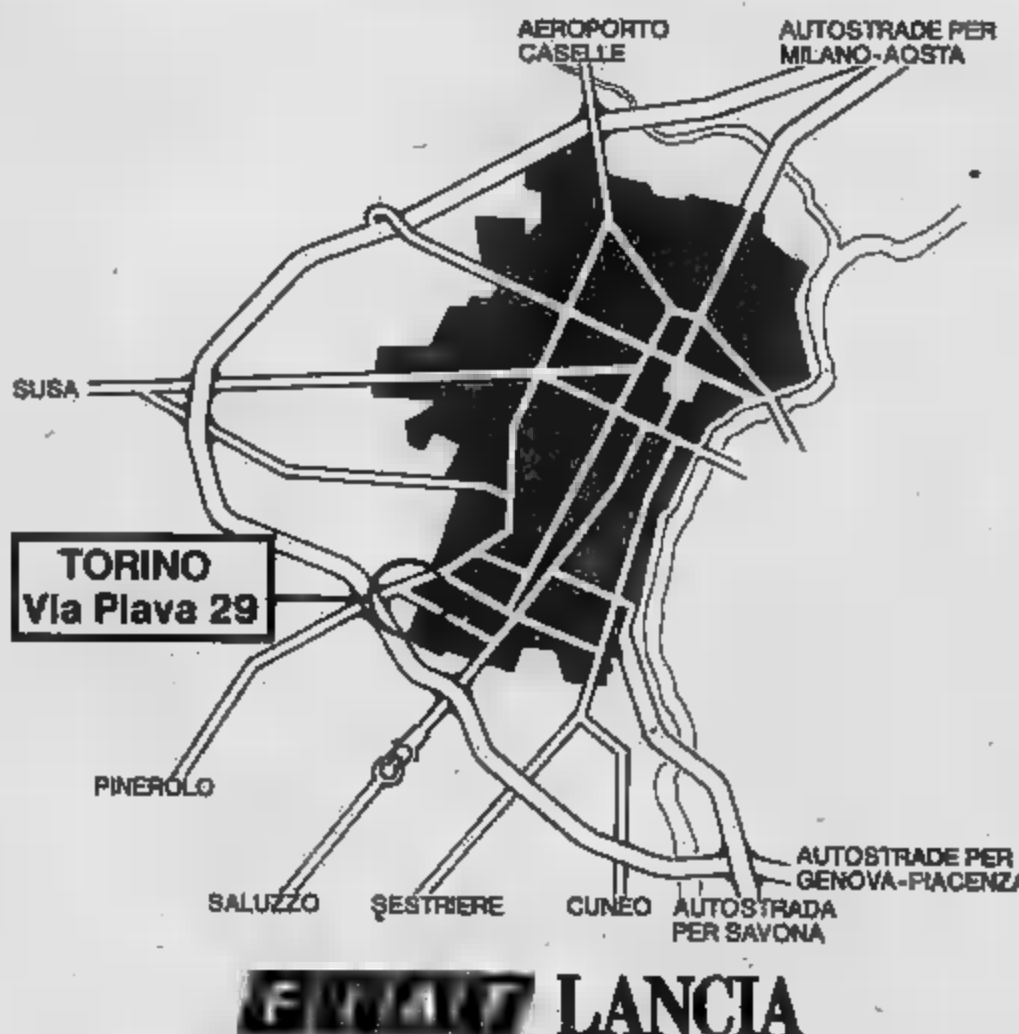 AEROPORTO
CASELLE
AUTOSTRADE PER
MILANO-AOSTA
SUSA
TORINO
Via Piava 29
PINEROLO
SALUZZO
SESTRIERE
CUNEO
AUTOSTRADA
PER SAVONA
AUTOSTRADE PER
GENOVA-PIACENZA
FIAT LANCIA